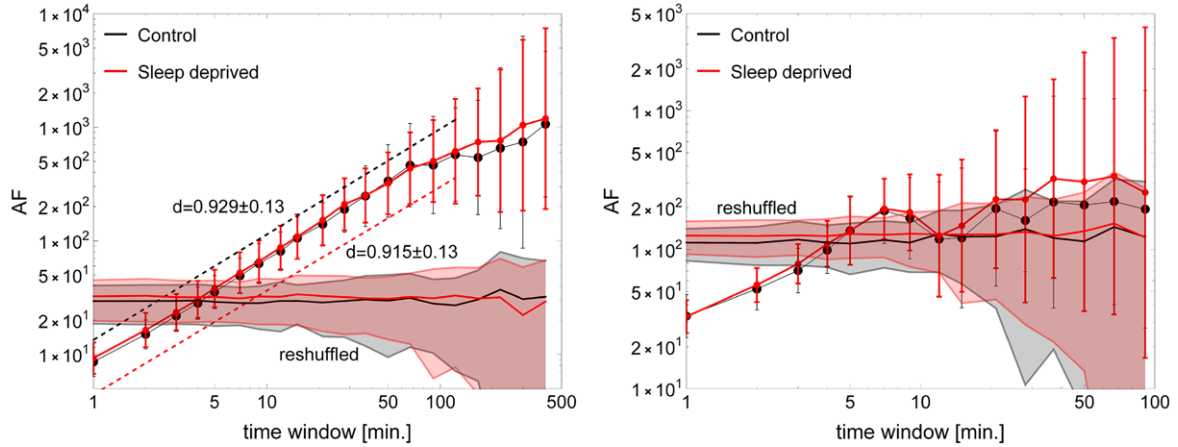 1 × 10⁴
5 × 10³
2 × 10³
1 × 10³
5 × 10²
2 × 10²
1 × 10²
5 × 10¹
2 × 10¹
1 × 10¹
AF
Control
Sleep deprived
d=0.929±0.13
d=0.915±0.13
reshuffled
1 5 10 50 100 500
time window [min.]
5 × 10³
2 × 10³
1 × 10³
5 × 10²
2 × 10²
1 × 10²
5 × 10¹
2 × 10¹
1 × 10¹
AF
Control
Sleep deprived
reshuffled
1 5 10 50 100
time window [min.]